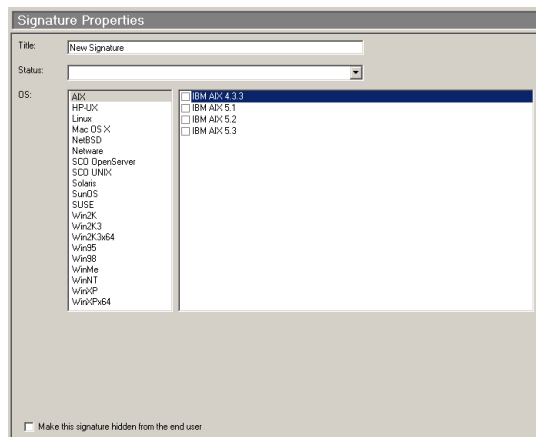 Signature Properties
Title: New Signature
Status:
OS:
AIX
HP-UX
Linux
Mac OS X
NetBSD
Netware
SCO OpenServer
SCO UNIX
Solaris
SunOS
SUSE
Win2K
Win2K3
Win2K3x64
Win95
Win98
WinMe
WinNT
WinXP
WinXPx64
IBM AIX 4.3.3
IBM AIX 5.1
IBM AIX 5.2
IBM AIX 5.3
Make this signature hidden from the end user